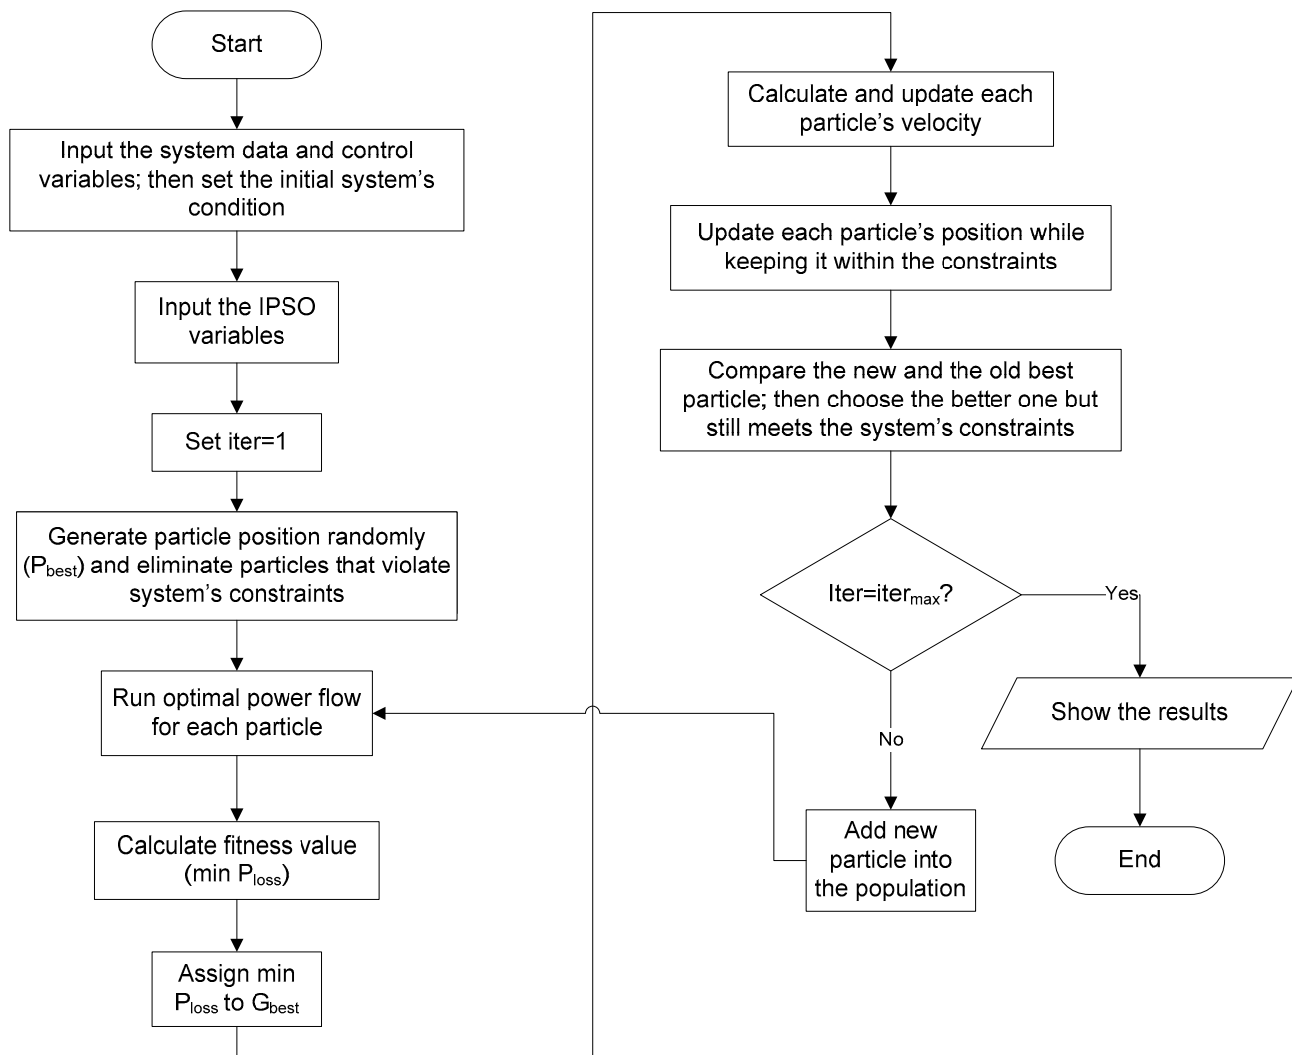 Start
Input the system data and control
variables; then set the initial system's
condition
Input the IPSO
variables
Set iter=1
Generate particle position randomly
(Pbest) and eliminate particles that violate
system's constraints
Run optimal power flow
for each particle
Calculate fitness value
(min Ploss)
Assign min
Ploss to Gbest
Calculate and update each
particle's velocity
Update each particle's position while
keeping it within the constraints
Compare the new and the old best
particle; then choose the better one but
still meets the system's constraints
Iter=itermax?
Yes
No
Show the results
Add new
particle into
the population
End